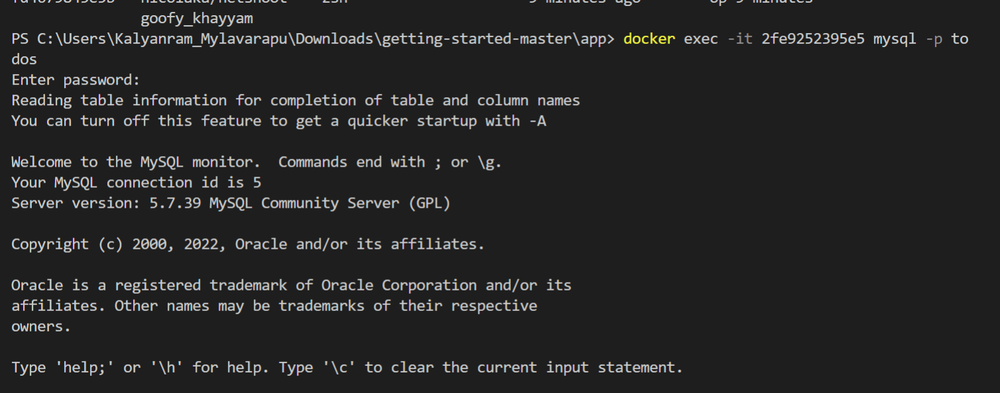 goofy_khayyam
PS C:\Users\Kalyanram_Mylavarapu\Downloads\getting-started-master\app> docker exec -it 2fe9252395e5 mysql -p to
dos
Enter password:
Reading table information for completion of table and column names
You can turn off this feature to get a quicker startup with -A
Welcome to the MySQL monitor.  Commands end with ; or \g.
Your MySQL connection id is 5
Server version: 5.7.39 MySQL Community Server (GPL)
Copyright (c) 2000, 2022, Oracle and/or its affiliates.
Oracle is a registered trademark of Oracle Corporation and/or its
affiliates. Other names may be trademarks of their respective
owners.
Type 'help;' or '\h' for help. Type '\c' to clear the current input statement.